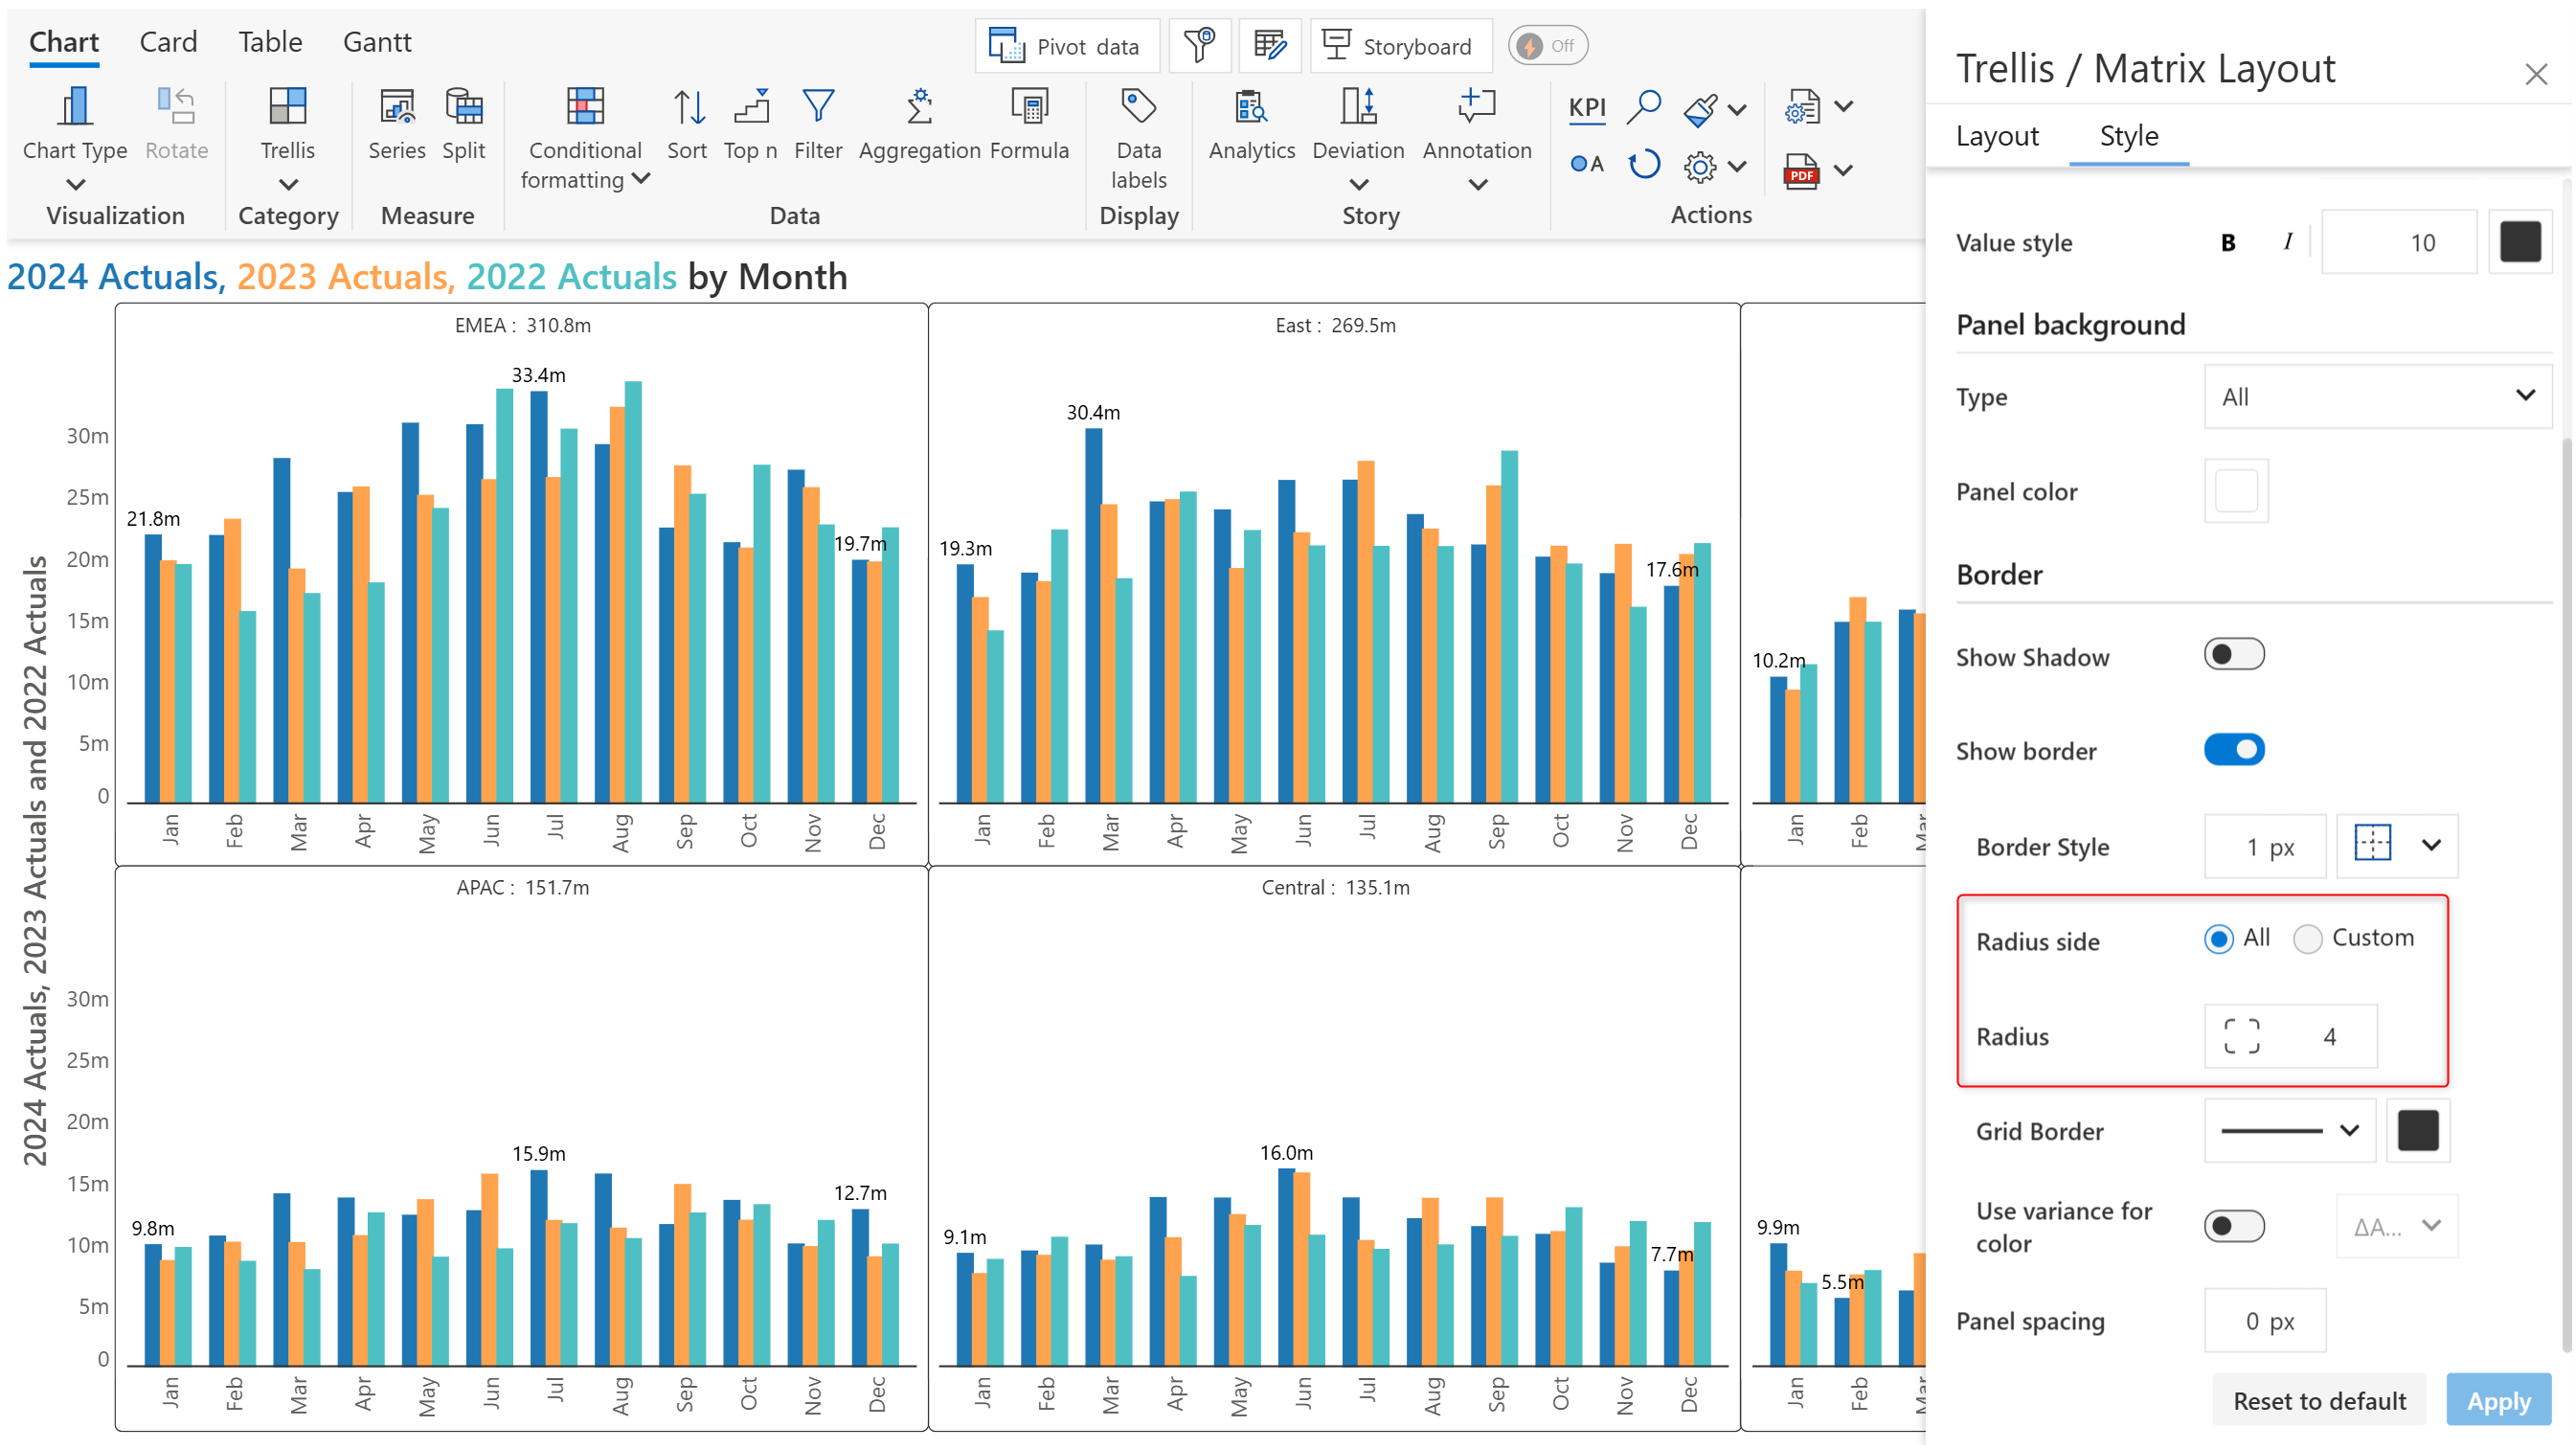 Chart Card Table Gantt
Pivot data Storyboard Off
Chart Type Rotate Trellis Series Split Conditional formatting Sort Top n Filter Aggregation Formula Data labels Analytics Deviation Annotation KPI A PDF
Visualization Category Measure Data Display Story Actions
2024 Actuals, 2023 Actuals, 2022 Actuals by Month
2024 Actuals, 2023 Actuals and 2022 Actuals
EMEA : 310.8m
30m
25m
20m
15m
10m
5m
0
21.8m
33.4m
19.7m
Jan Feb Mar Apr May Jun Jul Aug Sep Oct Nov Dec
East : 269.5m
19.3m
30.4m
17.6m
Jan Feb Mar Apr May Jun Jul Aug Sep Oct Nov Dec
10.2m
Jan Feb Mar
APAC : 151.7m
30m
25m
20m
15m
10m
5m
0
9.8m
15.9m
12.7m
Jan Feb Mar Apr May Jun Jul Aug Sep Oct Nov Dec
Central : 135.1m
9.1m
16.0m
7.7m
Jan Feb Mar Apr May Jun Jul Aug Sep Oct Nov Dec
9.9m
5.5m
Jan Feb Mar
Trellis / Matrix Layout
Layout Style
Value style B I 10
Panel background
Type All
Panel color
Border
Show Shadow
Show border
Border Style 1 px
Radius side All Custom
Radius 4
Grid Border
Use variance for
color
ΔA...
Panel spacing 0 px
Reset to default Apply